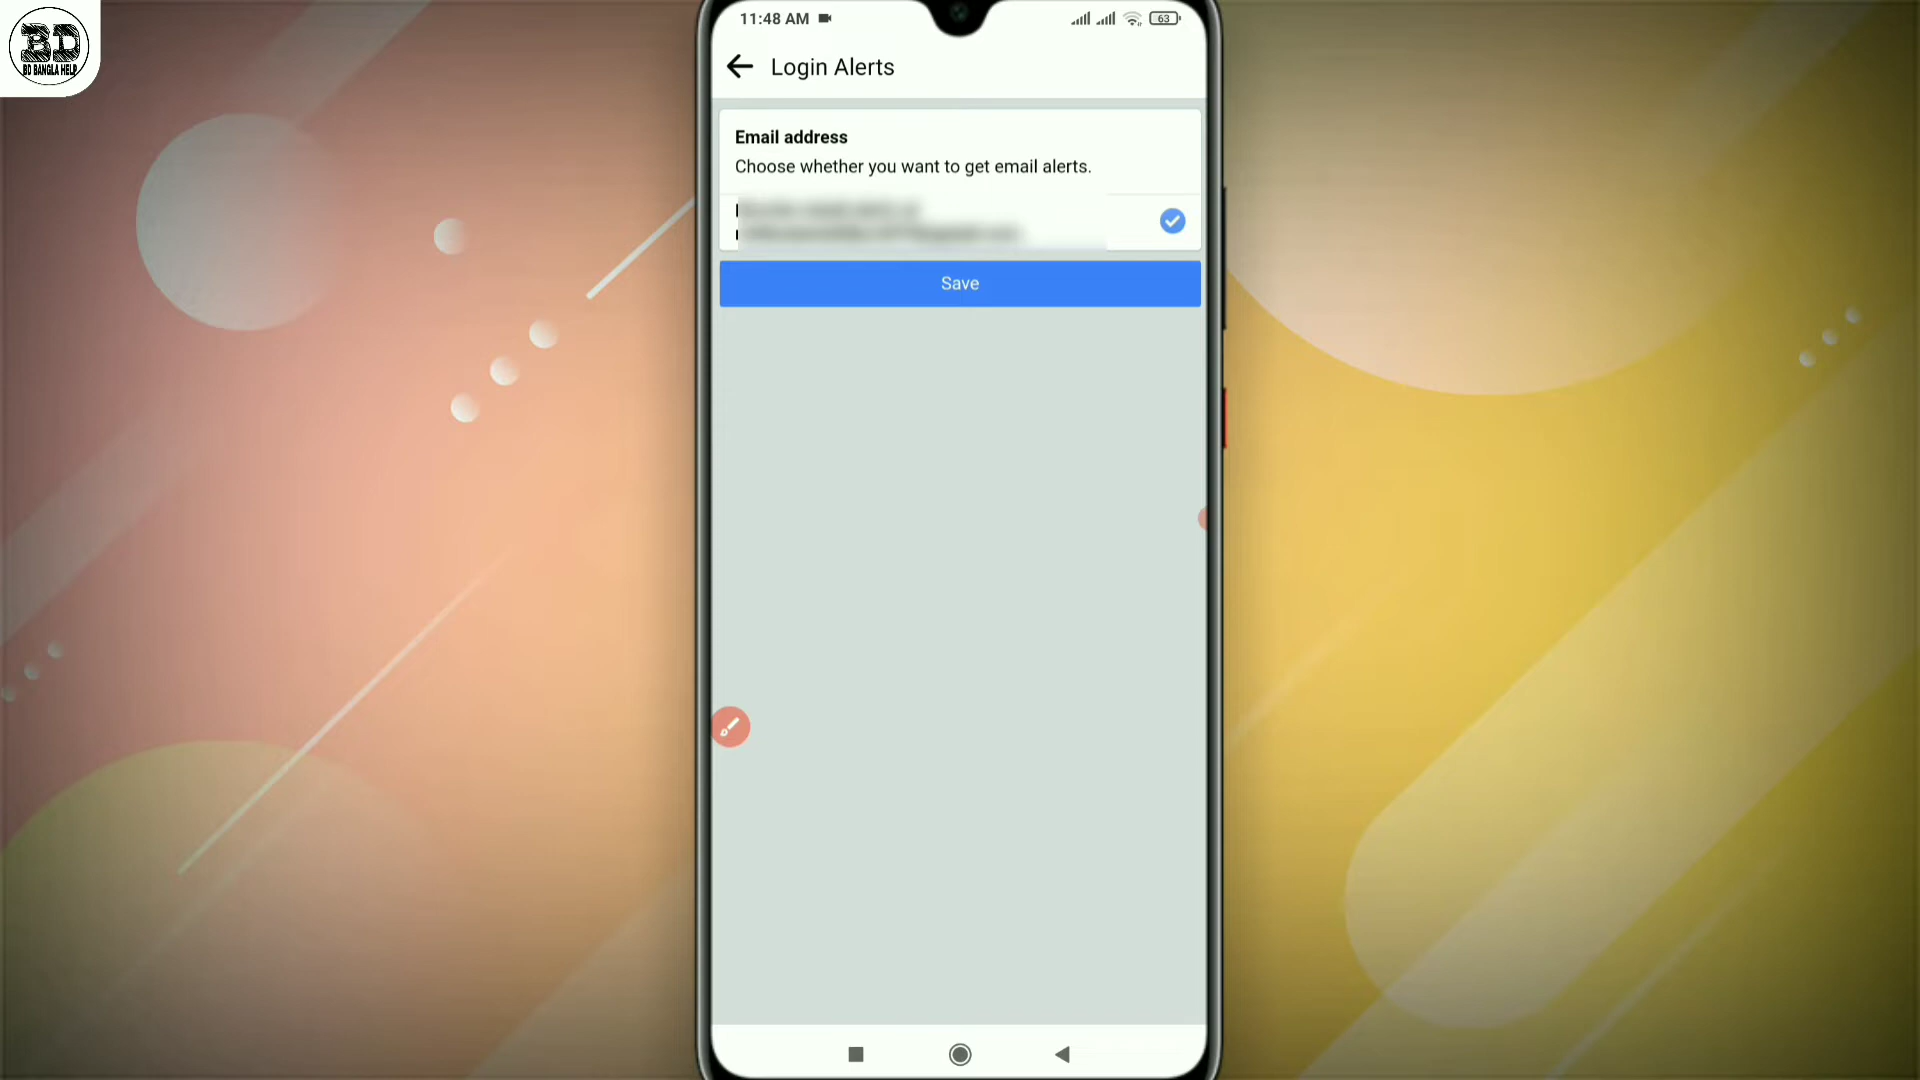 BD
BD BANGLA HELP
11:48 AM
63
Login Alerts
Email address
Choose whether you want to get email alerts.
Save